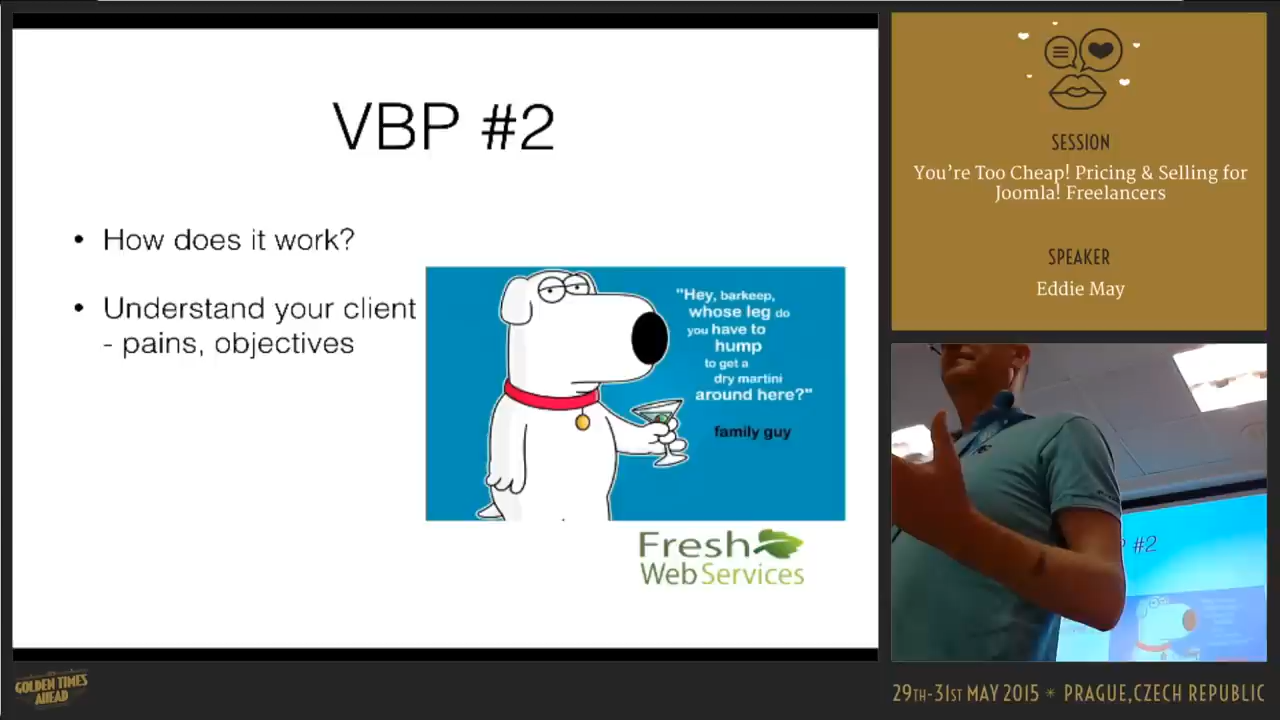 VBP #2
• How does it work?
• Understand your client
- pains, objectives
"Hey, barkeep,
whose leg do
you have to
hump
to get a
dry martini
around here?"
family guy
Fresh
Web Services
SESSION
You're Too Cheap! Pricing & Selling for
Joomla! Freelancers
SPEAKER
Eddie May
#2
GOLDEN TIMES
AHEAD
29TH-31ST MAY 2015 * PRAGUE, CZECH REPUBLIC